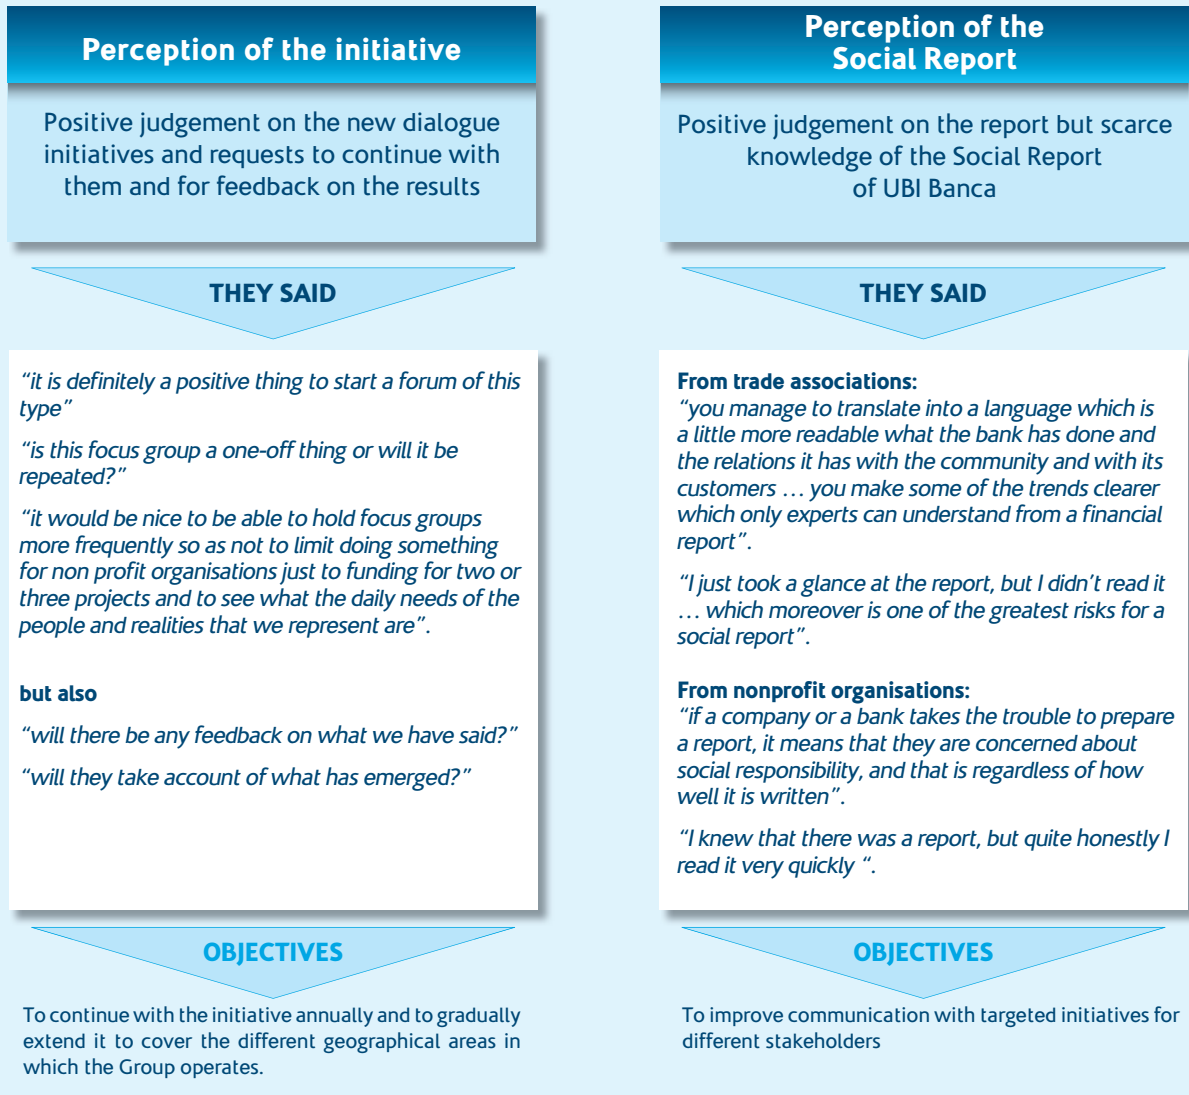 Perception of the initiative
Positive judgement on the new dialogue
initiatives and requests to continue with
them and for feedback on the results
THEY SAID
“it is definitely a positive thing to start a forum of this
type”
“is this focus group a one-off thing or will it be
repeated?”
“it would be nice to be able to hold focus groups
more frequently so as not to limit doing something
for non profit organisations just to funding for two or
three projects and to see what the daily needs of the
people and realities that we represent are”.
but also
“will there be any feedback on what we have said?”
“will they take account of what has emerged?”
OBJECTIVES
To continue with the initiative annually and to gradually
extend it to cover the different geographical areas in
which the Group operates.
Perception of the
Social Report
Positive judgement on the report but scarce
knowledge of the Social Report
of UBI Banca
THEY SAID
From trade associations:
“you manage to translate into a language which is
a little more readable what the bank has done and
the relations it has with the community and with its
customers … you make some of the trends clearer
which only experts can understand from a financial
report”.
“I just took a glance at the report, but I didn’t read it
… which moreover is one of the greatest risks for a
social report”.
From nonprofit organisations:
“if a company or a bank takes the trouble to prepare
a report, it means that they are concerned about
social responsibility, and that is regardless of how
well it is written”.
“I knew that there was a report, but quite honestly I
read it very quickly “.
OBJECTIVES
To improve communication with targeted initiatives for
different stakeholders